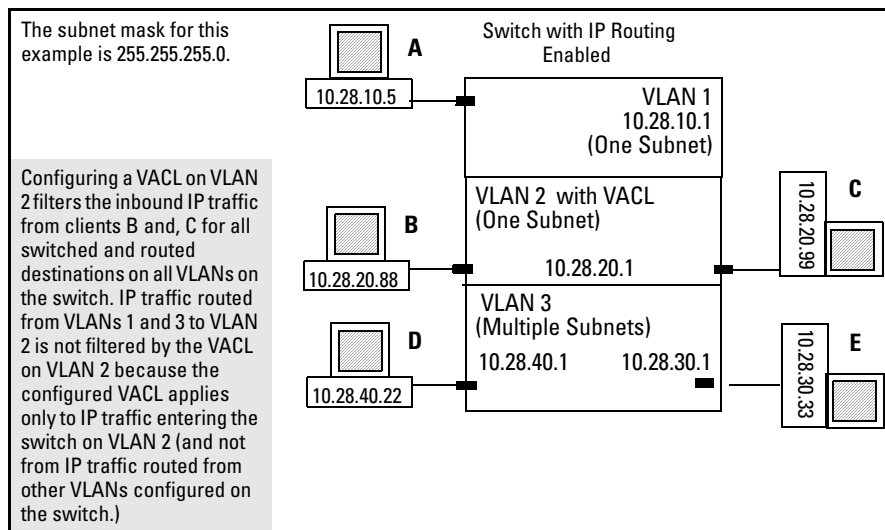 The subnet mask for this
example is 255.255.255.0.
Configuring a VACL on VLAN
2 filters the inbound IP traffic
from clients B and, C for all
switched and routed
destinations on all VLANs on
the switch. IP traffic routed
from VLANs 1 and 3 to VLAN
2 is not filtered by the VACL
on VLAN 2 because the
configured VACL applies
only to IP traffic entering the
switch on VLAN 2 (and not
from IP traffic routed from
other VLANs configured on
the switch.)
Switch with IP Routing
Enabled
A
10.28.10.5
VLAN 1
10.28.10.1
(One Subnet)
B
10.28.20.88
VLAN 2 with VACL
(One Subnet)
10.28.20.1
C
10.28.20.99
D
10.28.40.22
VLAN 3
(Multiple Subnets)
10.28.40.1
10.28.30.1
E
10.28.30.33